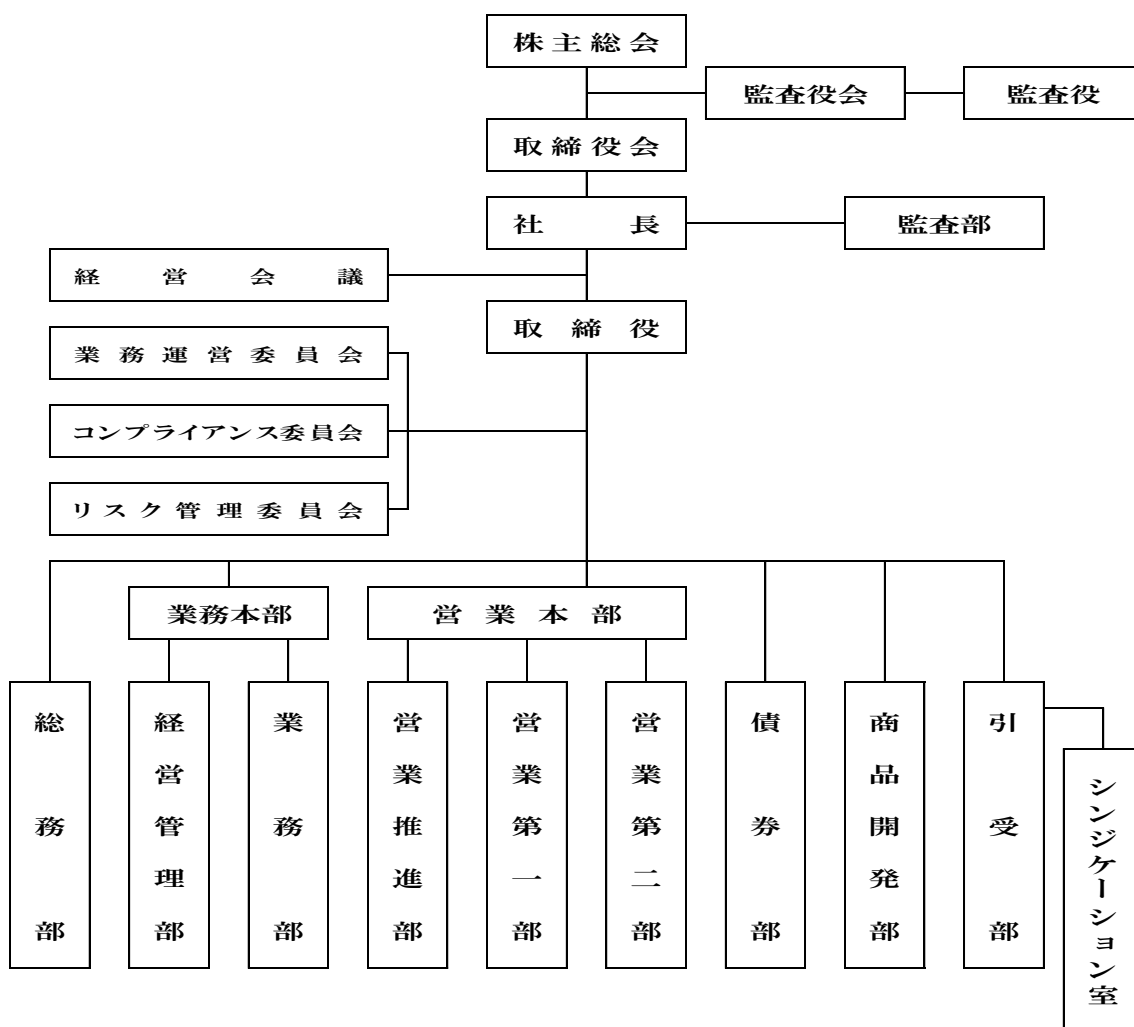 株主総会
監査役会
監査役
取締役会
社長
監査部
経営会議
取締役
業務運営委員会
コンプライアンス委員会
リスク管理委員会
業務本部
営業本部
総務部
経営管理部
業務部
営業推進部
営業第一部
営業第二部
債券部
商品開発部
引受部
シンジケーション室